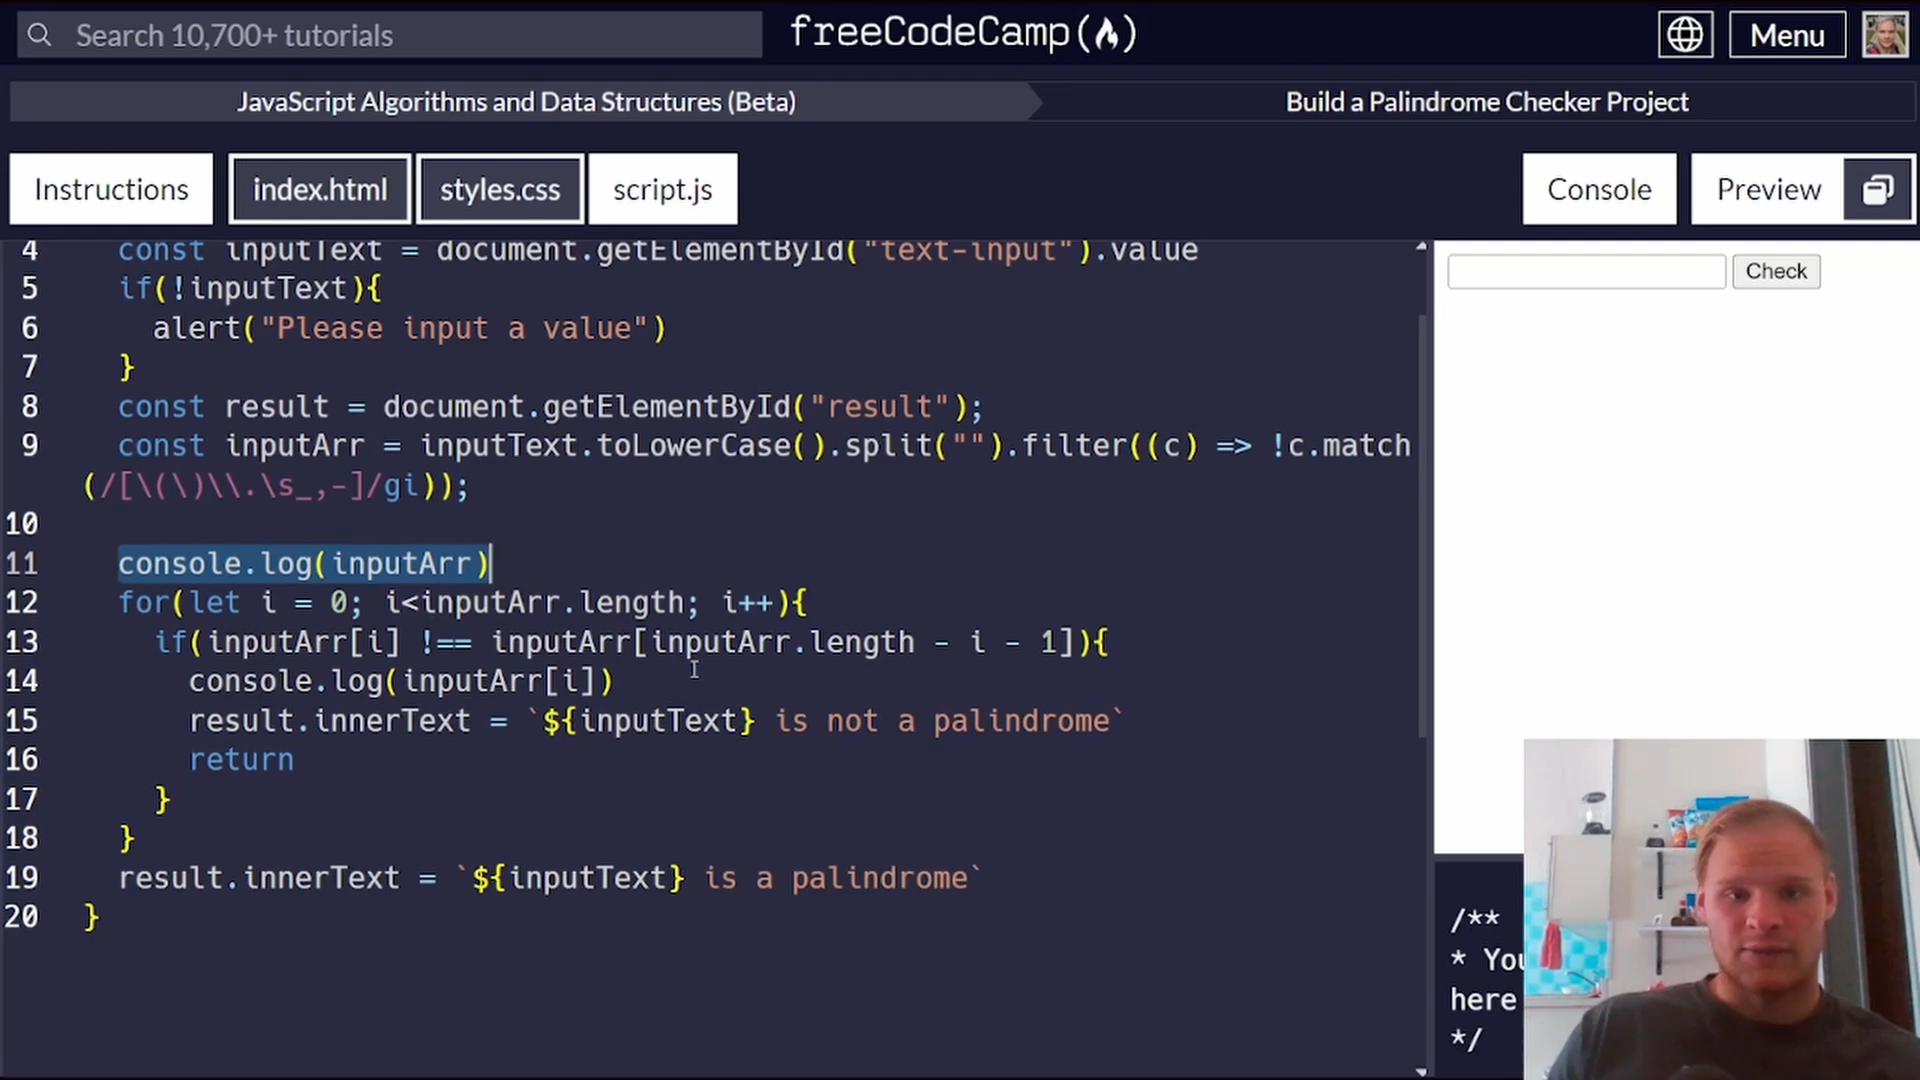 Search 10,700+ tutorials
freeCodeCamp
Menu
JavaScript Algorithms and Data Structures (Beta)
Build a Palindrome Checker Project
Instructions
index.html
styles.css
script.js
Console
Preview
4 const inputText = document.getElementById("text-input").value
5 if(!inputText){
6 alert("Please input a value")
7 }
8 const result = document.getElementById("result");
9 const inputArr = inputText.toLowerCase().split("").filter((c) => !c.match
(/[\(\)\\.\s_,-]/gi));
10
11 console.log(inputArr)
12 for(let i = 0; i<inputArr.length; i++){
13 if(inputArr[i] !== inputArr[inputArr.length - i - 1]){
14 console.log(inputArr[i])
15 result.innerText = `${inputText} is not a palindrome`
16 return
17 }
18 }
19 result.innerText = `${inputText} is a palindrome`
20 }
Check
/**
* You
here
*/